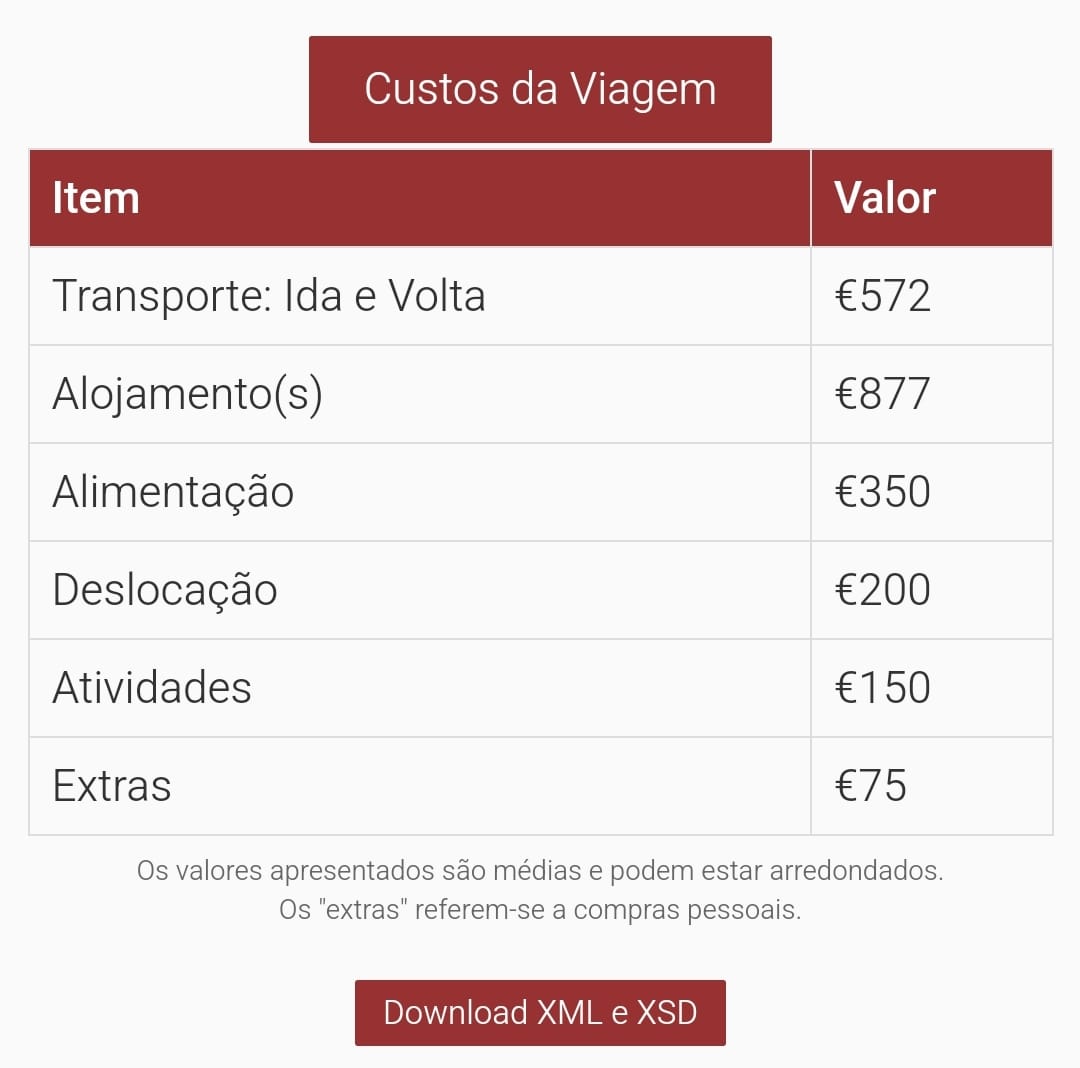 Custos da Viagem
Item Valor
Transporte: Ida e Volta €572
Alojamento(s) €877
Alimentação €350
Deslocação €200
Atividades €150
Extras €75
Os valores apresentados são médias e podem estar arredondados.
Os "extras" referem-se a compras pessoais.
Download XML e XSD